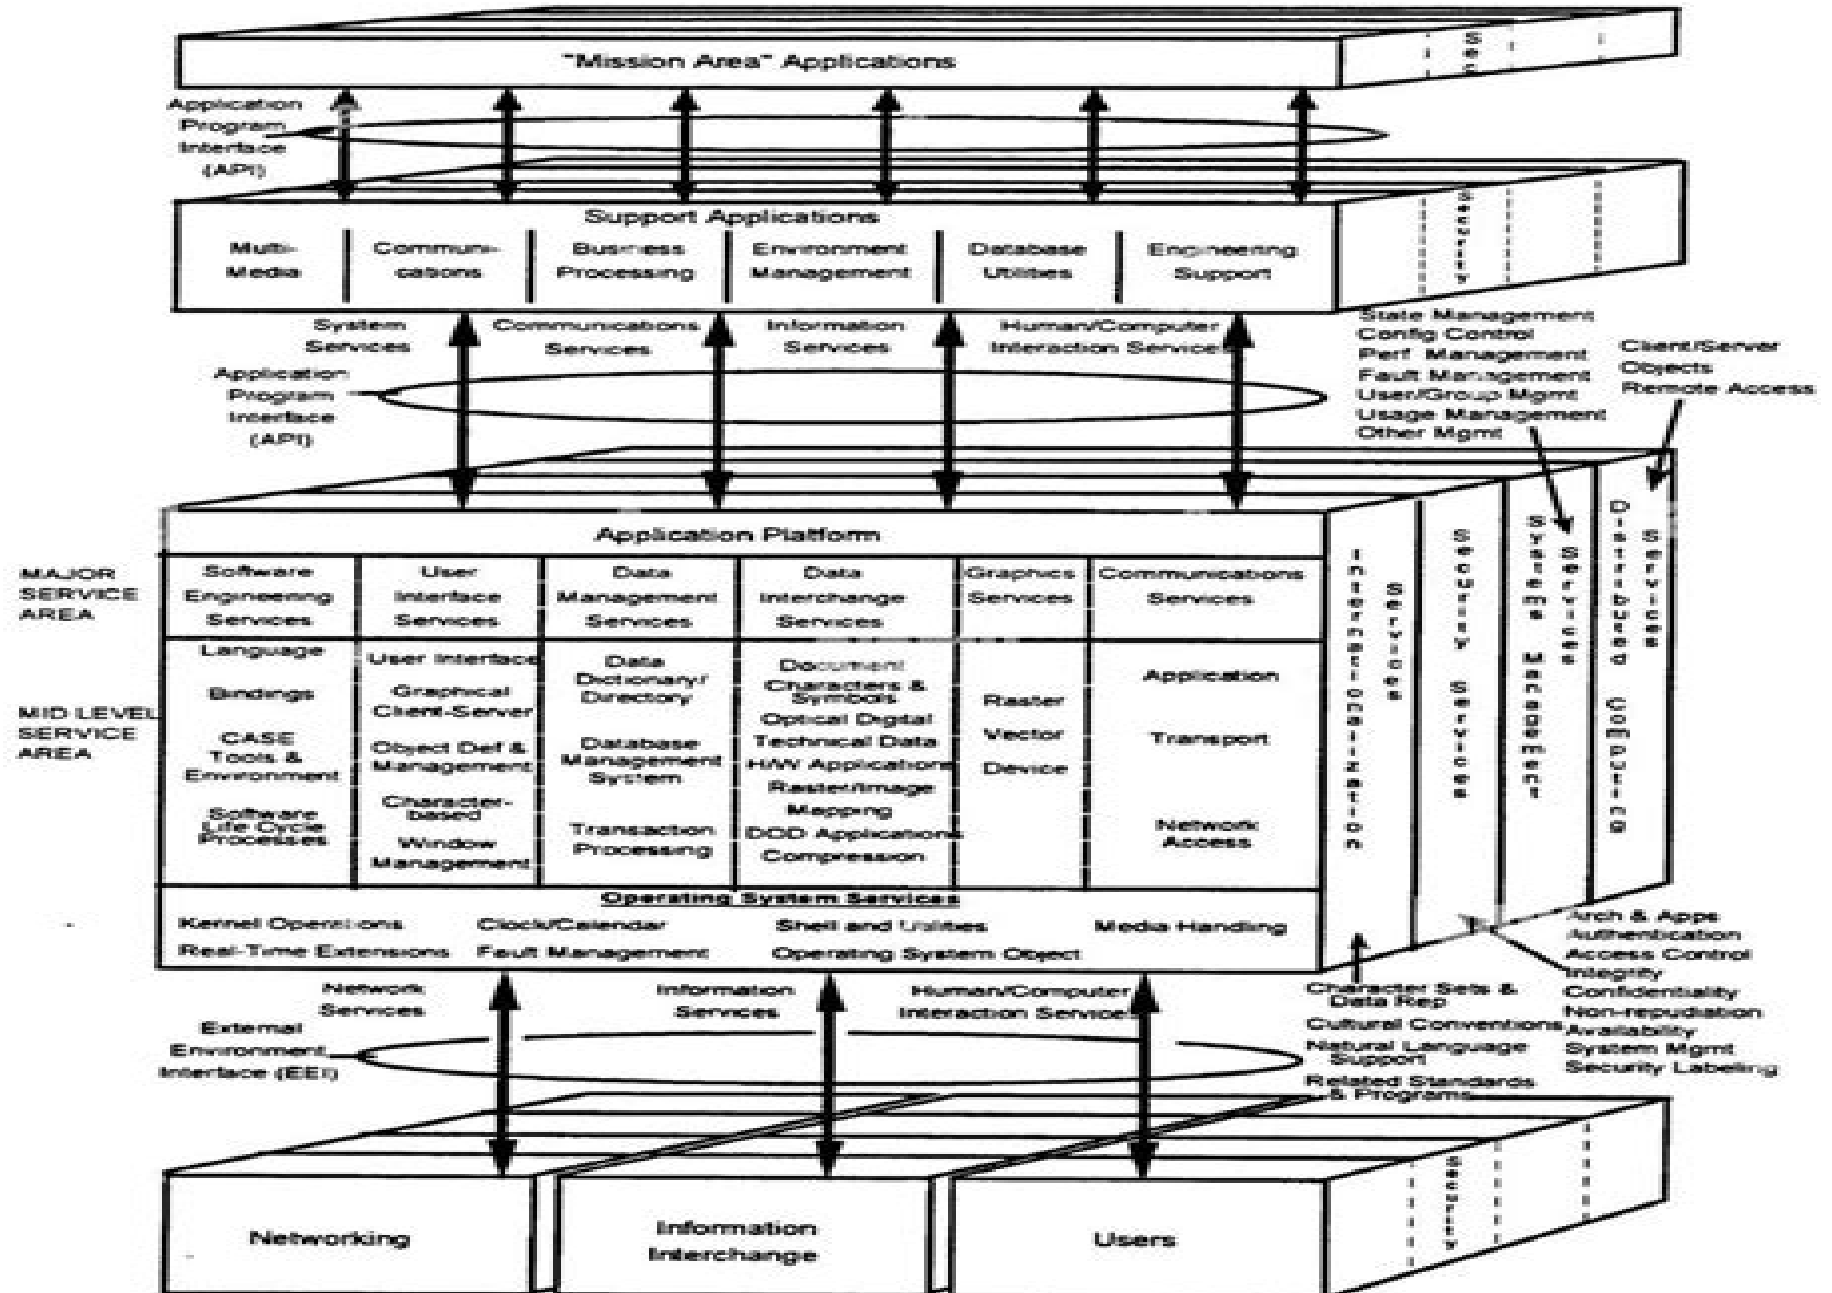 "Mission Area" Applications
Sec
Application
Program
Interface
(API)
Support Applications
Multi-
Media
Communi-
cations
Business
Processing
Environment
Management
Database
Utilities
Engineering
Support
Security
System
Services
Communications
Services
Information
Services
Human/Computer
Interaction Services
Application
Program
Interface
(API)
State Management
Config Control
Perf Management
Fault Management
User/Group Mgmt
Usage Management
Other Mgmt
Client/Server
Objects
Remote Access
Application Platform
MAJOR
SERVICE
AREA
Software
Engineering
Services
User
Interface
Services
Data
Management
Services
Data
Interchange
Services
Graphics
Services
Communications
Services
MID LEVEL
SERVICE
AREA
Language
Bindings
CASE
Tools &
Environment
Software
Life Cycle
Processes
User Interface
Graphical
Client-Server
Object Def &
Management
Character-
based
Window
Management
Data
Dictionary/
Directory
Database
Management
System
Transaction
Processing
Document
Characters &
Symbols
Optical Digital
Technical Data
H/W Applications
Raster/Image
Mapping
DOD Applications
Compression
Raster
Vector
Device
Application
Transport
Network
Access
Internationalization
Services
Security Services
Systems Management
Services
Distributed Computing
Services
Operating System Services
Kernel Operations
Clock/Calendar
Shell and Utilities
Media Handling
Real-Time Extensions
Fault Management
Operating System Object
Network
Services
Information
Services
Human/Computer
Interaction Services
External
Environment
Interface (EEI)
Character Sets &
Data Rep
Cultural Conventions
Natural Language
Support
Related Standards
& Programs
Arch & Apps
Authentication
Access Control
Integrity
Confidentiality
Non-repudiation
Availability
System Mgmt
Security Labeling
Networking
Information
Interchange
Users
Security